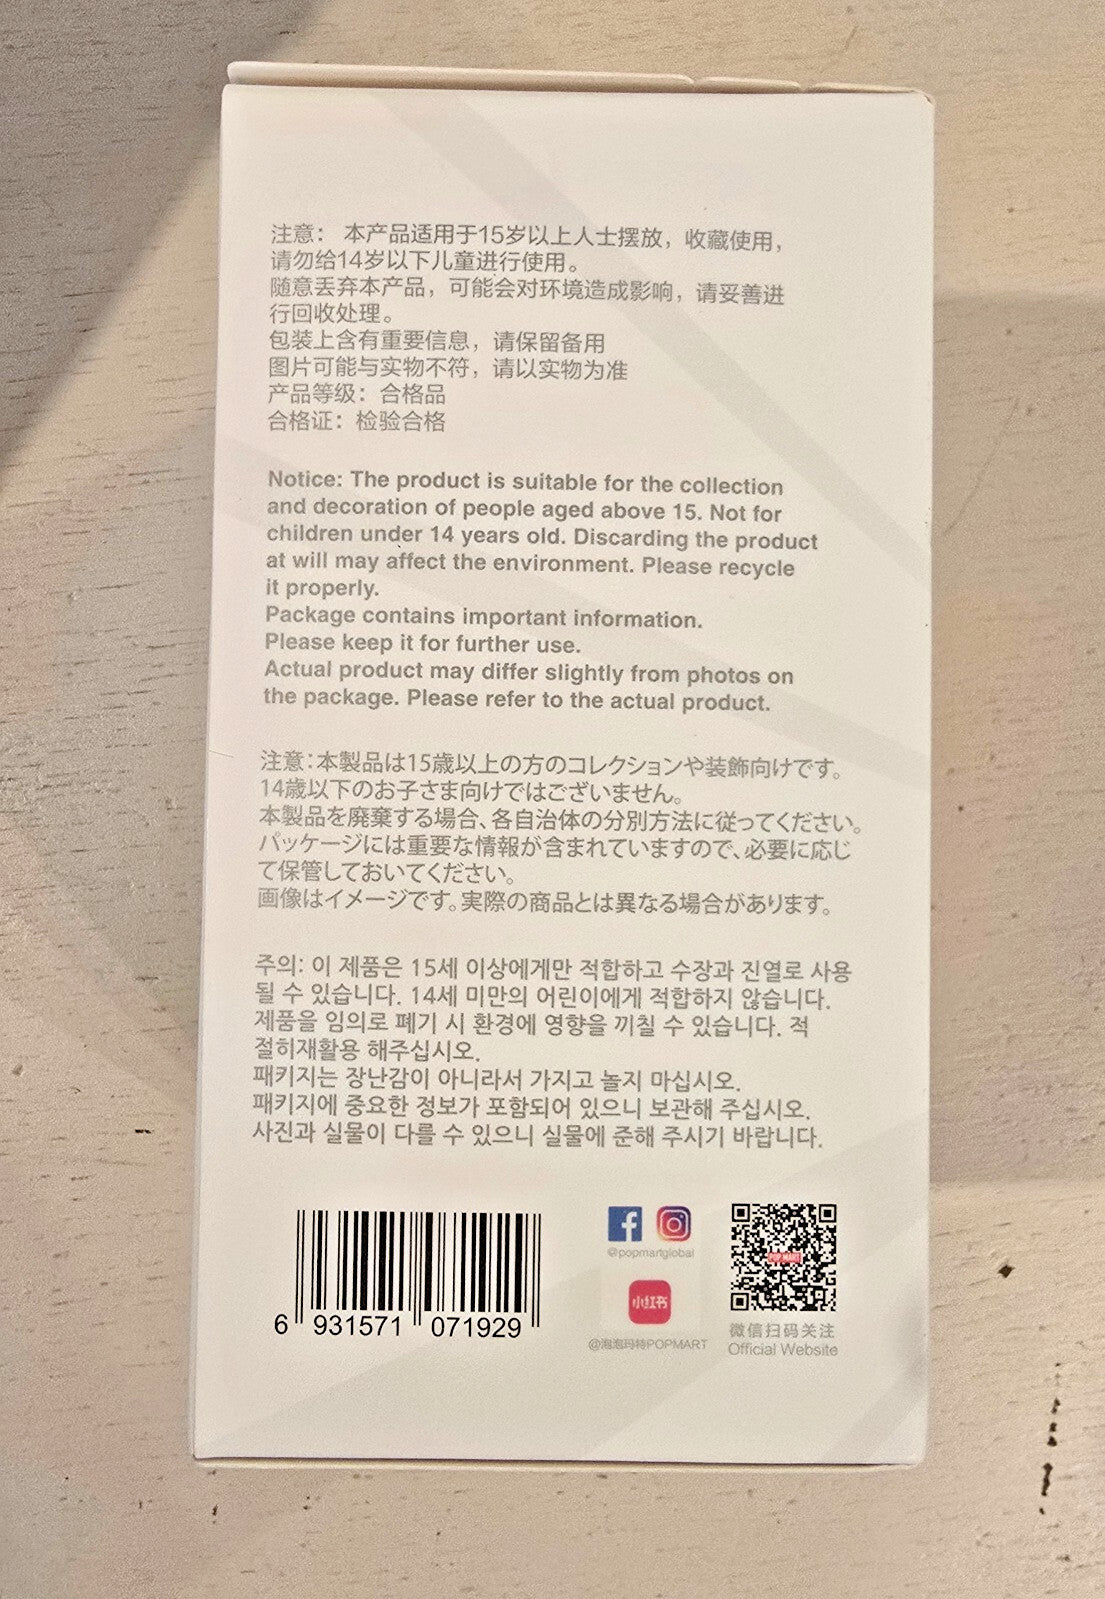 注意： 本产品适用于15岁以上人士摆放，收藏使用，
请勿给14岁以下儿童进行使用。
随意丢弃本产品，可能会对环境造成影响，请妥善进
行回收处理。
包装上含有重要信息，请保留备用
图片可能与实物不符，请以实物为准
产品等级：合格品
合格证：检验合格
Notice: The product is suitable for the collection
and decoration of people aged above 15. Not for
children under 14 years old. Discarding the product
at will may affect the environment. Please recycle
it properly.
Package contains important information.
Please keep it for further use.
Actual product may differ slightly from photos on
the package. Please refer to the actual product.
注意：本製品は15歳以上の方のコレクションや装飾向けです。
14歳以下のお子さま向けではございません。
本製品を廃棄する場合、各自治体の分別方法に従ってください。
パッケージには重要な情報が含まれていますので、必要に応じ
て保管しておいてください。
画像はイメージです。実際の商品とは異なる場合があります。
주의: 이 제품은 15세 이상에게만 적합하고 수장과 진열로 사용
될 수 있습니다. 14세 미만의 어린이에게 적합하지 않습니다.
제품을 임의로 폐기 시 환경에 영향을 끼칠 수 있습니다. 적
절히재활용 해주십시오.
패키지는 장난감이 아니라서 가지고 놀지 마십시오.
패키지에 중요한 정보가 포함되어 있으니 보관해 주십시오.
사진과 실물이 다를 수 있으니 실물에 준해 주시기 바랍니다.
6 931571 071929
@popmartglobal
小红书
@泡泡玛特POPMART
POP MART
微信扫码关注
Official Website